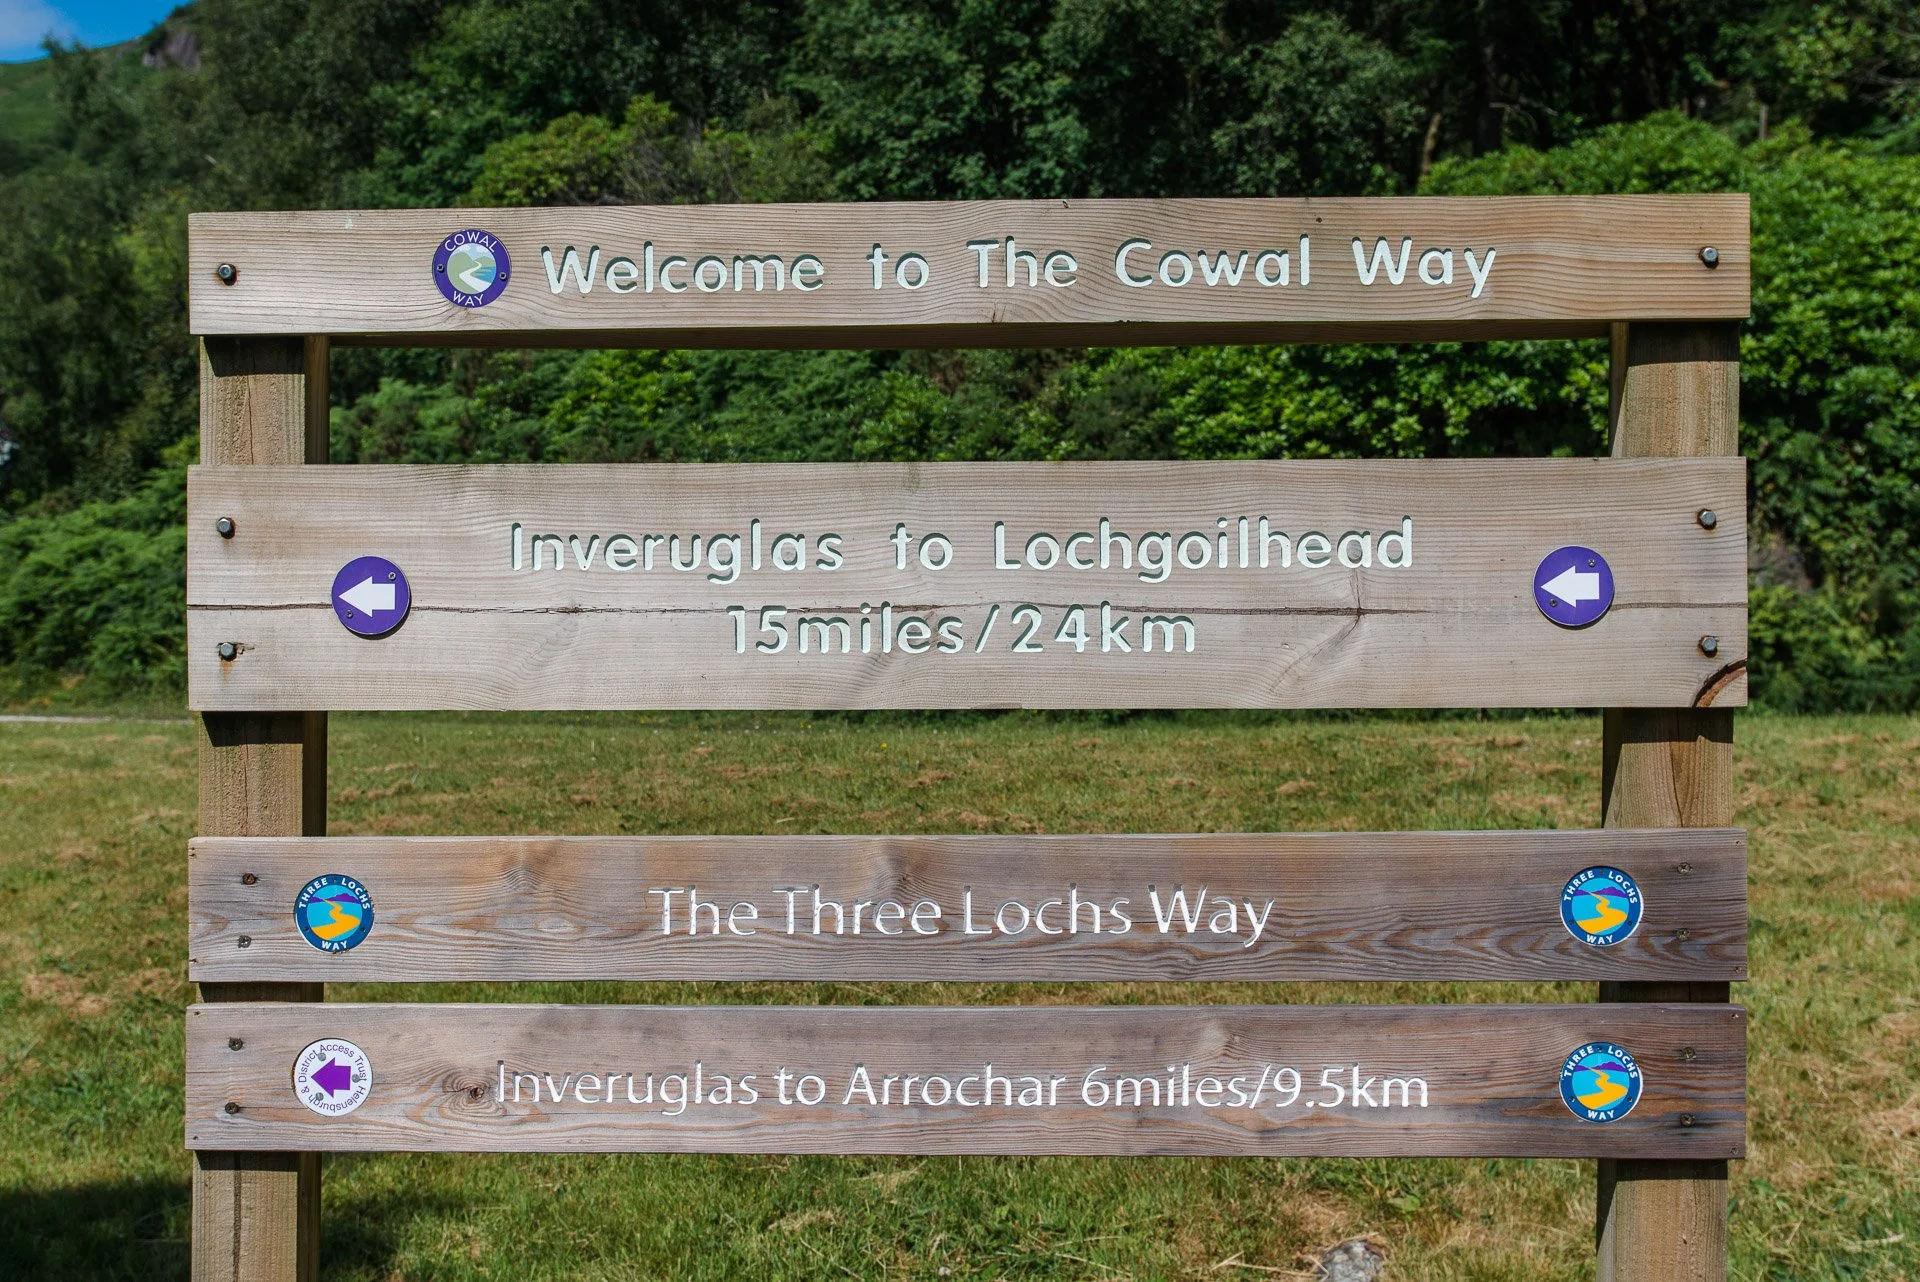 COWAL WAY
Welcome to The Cowal Way
Inveruglas to Lochgoilhead
15miles/24km
THREE LOCHS WAY
The Three Lochs Way
THREE LOCHS WAY
Helensburgh & District Access Trust
Inveruglas to Arrochar 6miles/9.5km
THREE LOCHS WAY